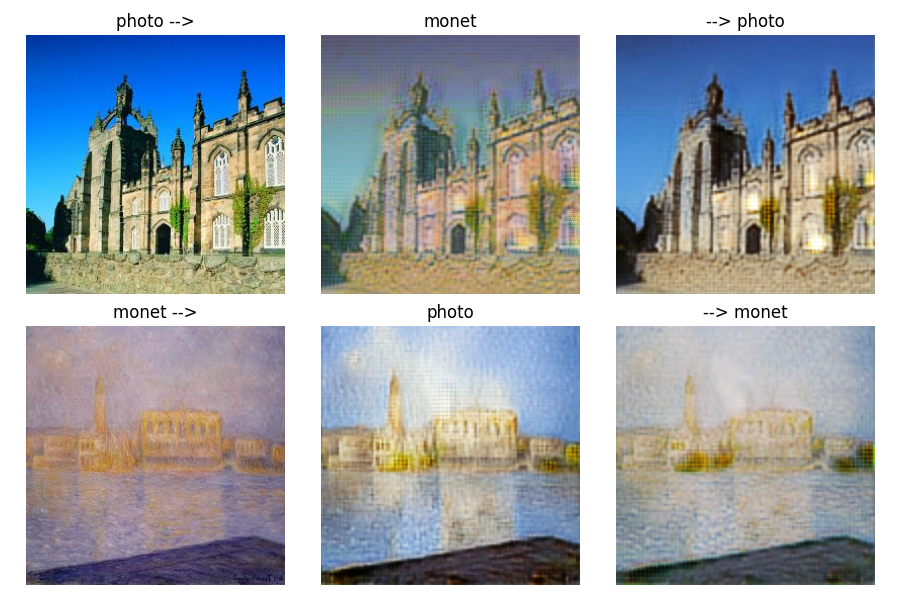 photo -->
monet
--> photo
monet -->
photo
--> monet